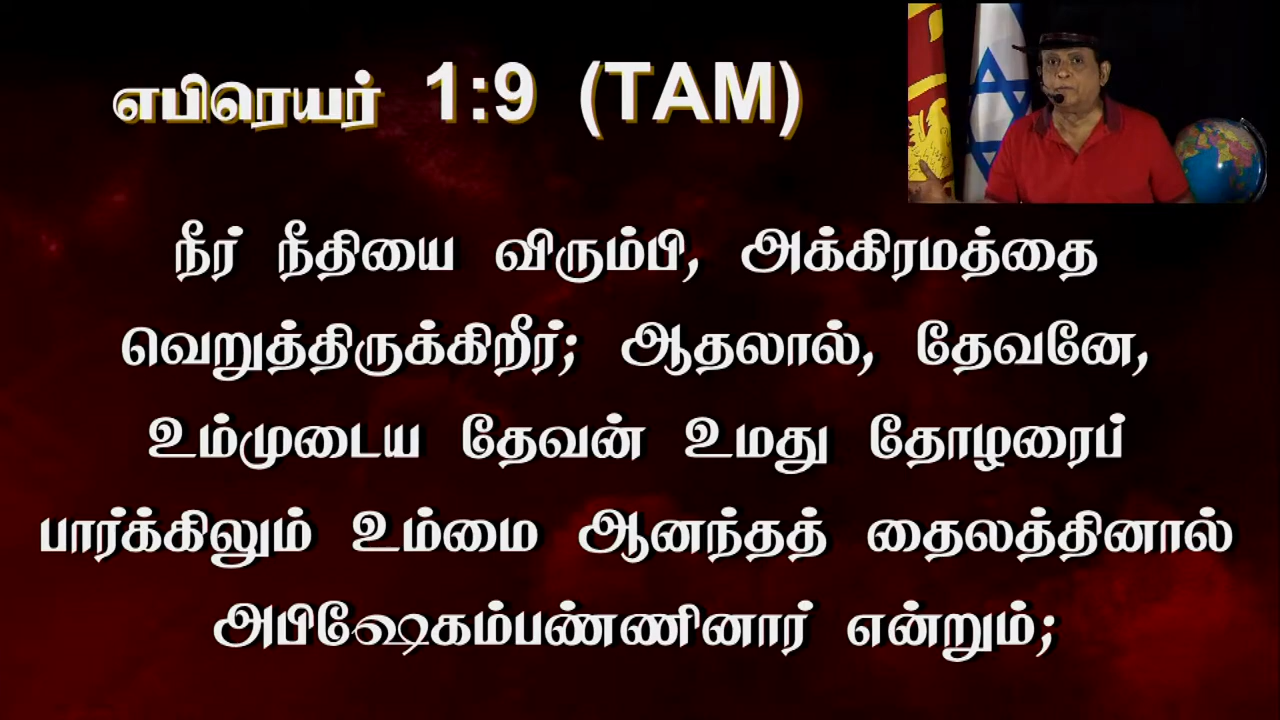 எபிரெயர் 1:9 (TAM)
நீர் நீதியை விரும்பி, அக்கிரமத்தை
வெறுத்திருக்கிறீர்; ஆதலால், தேவனே,
உம்முடைய தேவன் உமது தோழரைப்
பார்க்கிலும் உம்மை ஆனந்தத் தைலத்தினால்
அபிஷேகம்பண்ணினார் என்றும்;